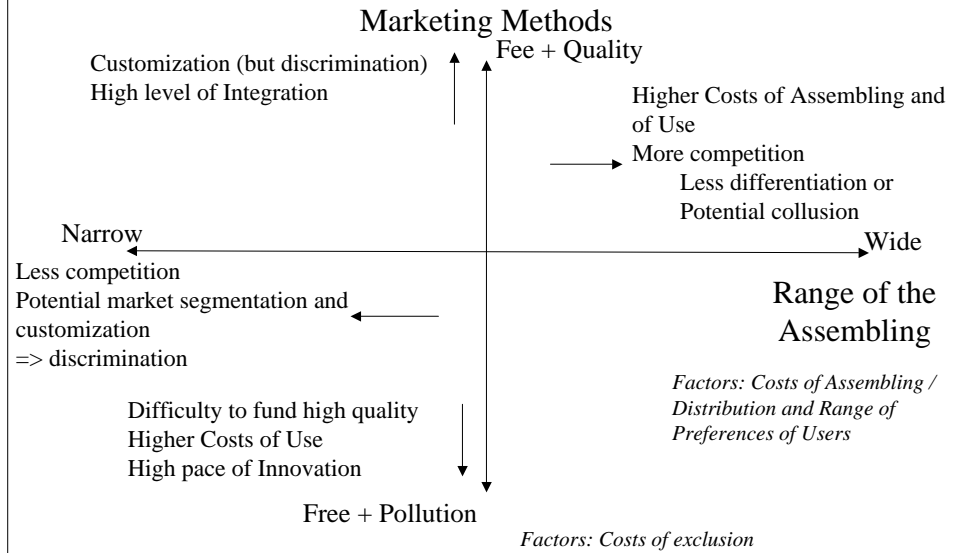 Marketing Methods
Fee + Quality
Customization (but discrimination)
High level of Integration
Higher Costs of Assembling and
of Use
More competition
Less differentiation or
Potential collusion
Narrow
Wide
Less competition
Potential market segmentation and
customization
=> discrimination
Range of the
Assembling
Factors: Costs of Assembling /
Distribution and Range of
Preferences of Users
Difficulty to fund high quality
Higher Costs of Use
High pace of Innovation
Free + Pollution
Factors: Costs of exclusion